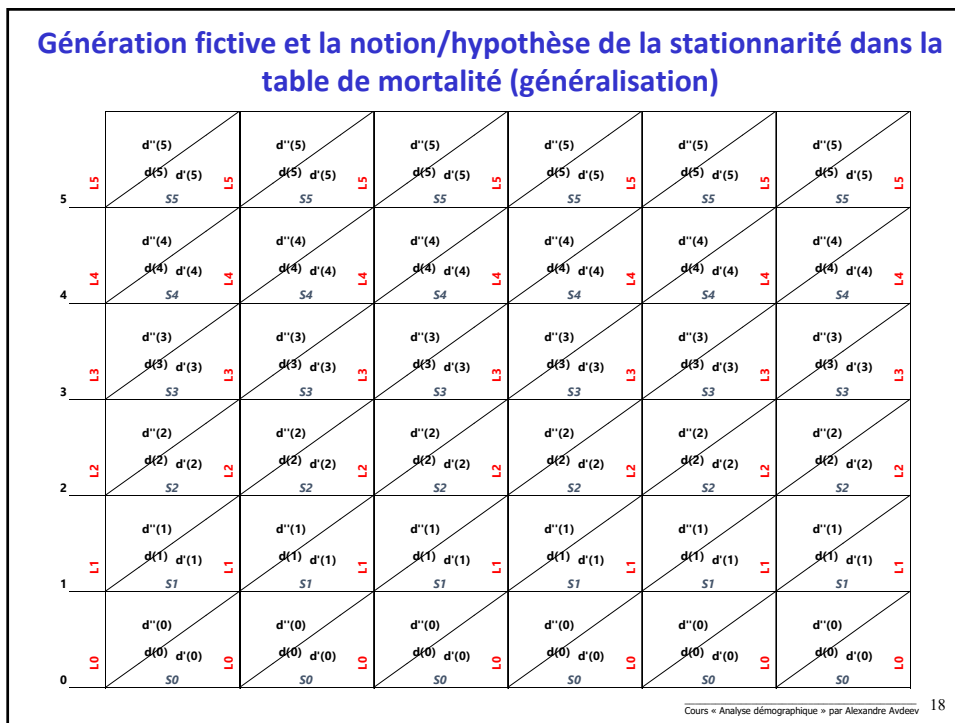 Génération fictive et la notion/hypothèse de la stationnarité dans la
table de mortalité (généralisation)
d''(5) d''(5) d''(5) d''(5) d''(5) d''(5)
L5 d(5) d'(5) L5 d(5) d'(5) L5 d(5) d'(5) L5 d(5) d'(5) L5 d(5) d'(5) L5 d(5) d'(5) L5
5 S5 S5 S5 S5 S5 S5
d''(4) d''(4) d''(4) d''(4) d''(4) d''(4)
L4 d(4) d'(4) L4 d(4) d'(4) L4 d(4) d'(4) L4 d(4) d'(4) L4 d(4) d'(4) L4 d(4) d'(4) L4
4 S4 S4 S4 S4 S4 S4
d''(3) d''(3) d''(3) d''(3) d''(3) d''(3)
L3 d(3) d'(3) L3 d(3) d'(3) L3 d(3) d'(3) L3 d(3) d'(3) L3 d(3) d'(3) L3 d(3) d'(3) L3
3 S3 S3 S3 S3 S3 S3
d''(2) d''(2) d''(2) d''(2) d''(2) d''(2)
L2 d(2) d'(2) L2 d(2) d'(2) L2 d(2) d'(2) L2 d(2) d'(2) L2 d(2) d'(2) L2 d(2) d'(2) L2
2 S2 S2 S2 S2 S2 S2
d''(1) d''(1) d''(1) d''(1) d''(1) d''(1)
L1 d(1) d'(1) L1 d(1) d'(1) L1 d(1) d'(1) L1 d(1) d'(1) L1 d(1) d'(1) L1 d(1) d'(1) L1
1 S1 S1 S1 S1 S1 S1
d''(0) d''(0) d''(0) d''(0) d''(0) d''(0)
L0 d(0) d'(0) L0 d(0) d'(0) L0 d(0) d'(0) L0 d(0) d'(0) L0 d(0) d'(0) L0 d(0) d'(0) L0
0 S0 S0 S0 S0 S0 S0
Cours « Analyse démographique » par Alexandre Avdeev 18